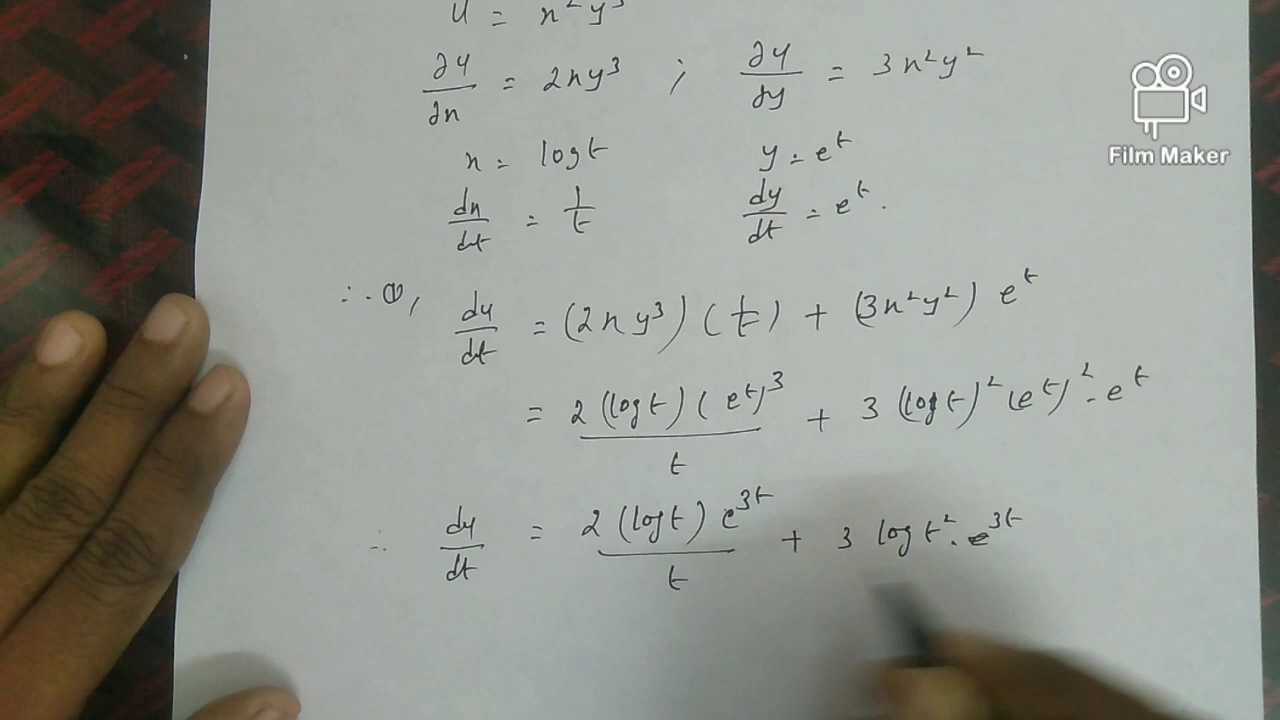 u = x²y³
∂u/∂x = 2xy³ ; ∂u/∂y = 3x²y²
x = log t y = eᵗ
dx/dt = 1/t dy/dt = eᵗ.
∴ ①, du/dt = (2xy³) (1/t) + (3x²y²) eᵗ
= 2 (log t) (eᵗ)³/t + 3 (log t)² (eᵗ)² . eᵗ
∴ du/dt = 2 (log t) e³ᵗ/t + 3 log t² . e³ᵗ
Film Maker